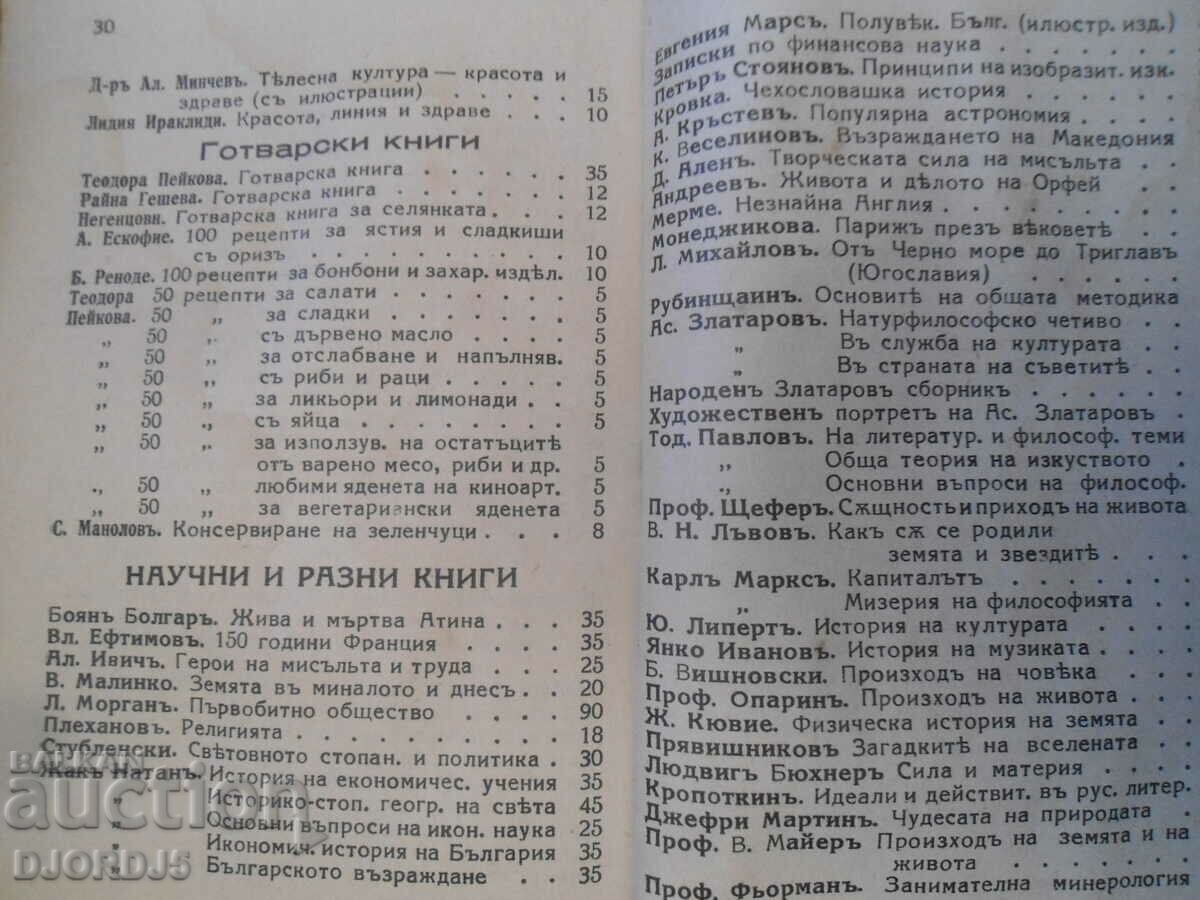 30
Д-ръ Ал. Минчевъ. Тѣлесна култура — красота и
здраве (съ илюстрации) . . . . . 15
Лидия Ираклиди. Красота, линия и здраве . . . 10
Готварски книги
Теодора Пейкова. Готварска книга . . . . . . 35
Райна Гешева. Готварска книга . . . . . . 12
Негенцови. Готварска книга за селянката. . . . 12
А. Ескофие. 100 рецепти за ястия и сладкиши
съ оризъ . . . . . . . . 10
Б. Реноде. 100 рецепти за бонбони и захар. издѣл. 10
Теодора 50 рецепти за салати . . . . . . 5
Пейкова. 50 „ за сладки . . . . . . . 5
„ 50 „ съ дървено масло . . . . 5
„ 50 „ за отслабване и напълняв. 5
„ 50 „ съ риби и раци . . . . . 5
„ 50 „ за ликьори и лимонади . . 5
„ 50 „ съ яйца . . . . . . . 5
„ 50 „ за използув. на остатъцитѣ
отъ варено месо, риби и др. 5
„ 50 „ любими яденета на киноарт. 5
„ 50 „ за вегетариянски яденета 5
С. Маноловъ. Консервиране на зеленчуци . . . 8
НАУЧНИ И РАЗНИ КНИГИ
Боянъ Болгаръ. Жива и мъртва Атина . . . 35
Вл. Ефтимовъ. 150 години Франция . . . . 35
Ал. Ивичъ. Герои на мисъльта и труда . . . 25
В. Малинко. Земята въ миналото и днесъ . . 20
Л. Морганъ. Първобитно общество . . . . 90
Плехановъ. Религията . . . . . . . . 18
Стубленски. Свѣтовното стопан. и политика . 30
Жакъ Натанъ. История на економичес. учения 35
„ Историко-стоп. геогр. на свѣта 45
„ Основни въпроси на икон. наука 25
„ Икономич. история на България 35
„ Българското възраждане . . . 35
Евгения Марсъ. Полувѣк. Бълг. (илюстр. изд.)
Записки по финансова наука . . . . .
Петъръ Стояновъ. Принципи на изобразит. изк.
Кровка. Чехословашка история . . . . .
А. Кръстевъ. Популярна астрономия . . . .
К. Веселиновъ. Възраждането на Македония
Д. Аленъ. Творческата сила на мисълъта . .
Андреевъ. Живота и дѣлото на Орфей . .
Мерме. Незнайна Англия . . . . . . .
Монеджикова. Парижъ презъ вѣковетѣ . .
Л. Михайловъ. Отъ Черно море до Триглавъ
(Югославия) . . . . . .
Рубинщаинъ. Основитѣ на общата методика
Ас. Златаровъ. Натурфилософско четиво . .
„ Въ служба на културата . .
„ Въ страната на съветитѣ . .
Народенъ Златаровъ сборникъ . . . . .
Художественъ портретъ на Ас. Златаровъ .
Тод. Павловъ. На литератур. и философ. теми
„ Обща теория на изкуството .
„ Основни въпроси на философ.
Проф. Щеферъ. Сѫщность и приходъ на живота
В. Н. Лъвовъ. Какъ сѫ се родили
земята и звездитѣ . . .
Карлъ Марксъ. Капиталътъ . . . . . .
„ Мизерия на философията . .
Ю. Липертъ. История на културата . . . .
Янко Ивановъ. История на музиката . . . .
Б. Вишновски. Произходъ на човѣка . . . .
Проф. Опаринъ. Произходъ на живота . . .
Ж. Кювие. Физическа история на земята . .
Прявишниковъ Загадкитѣ на вселената . .
Людвигъ Бюхнеръ Сила и материя . . . .
Кропоткинъ. Идеали и действит. въ рус. литер.
Джефри Мартинъ. Чудесата на природата .
Проф. В. Майеръ Произходъ на земята и на
живота . . . . . .
Проф. Фьорманъ. Занимателна минерология
BALKAN
auction
DJORDJ5